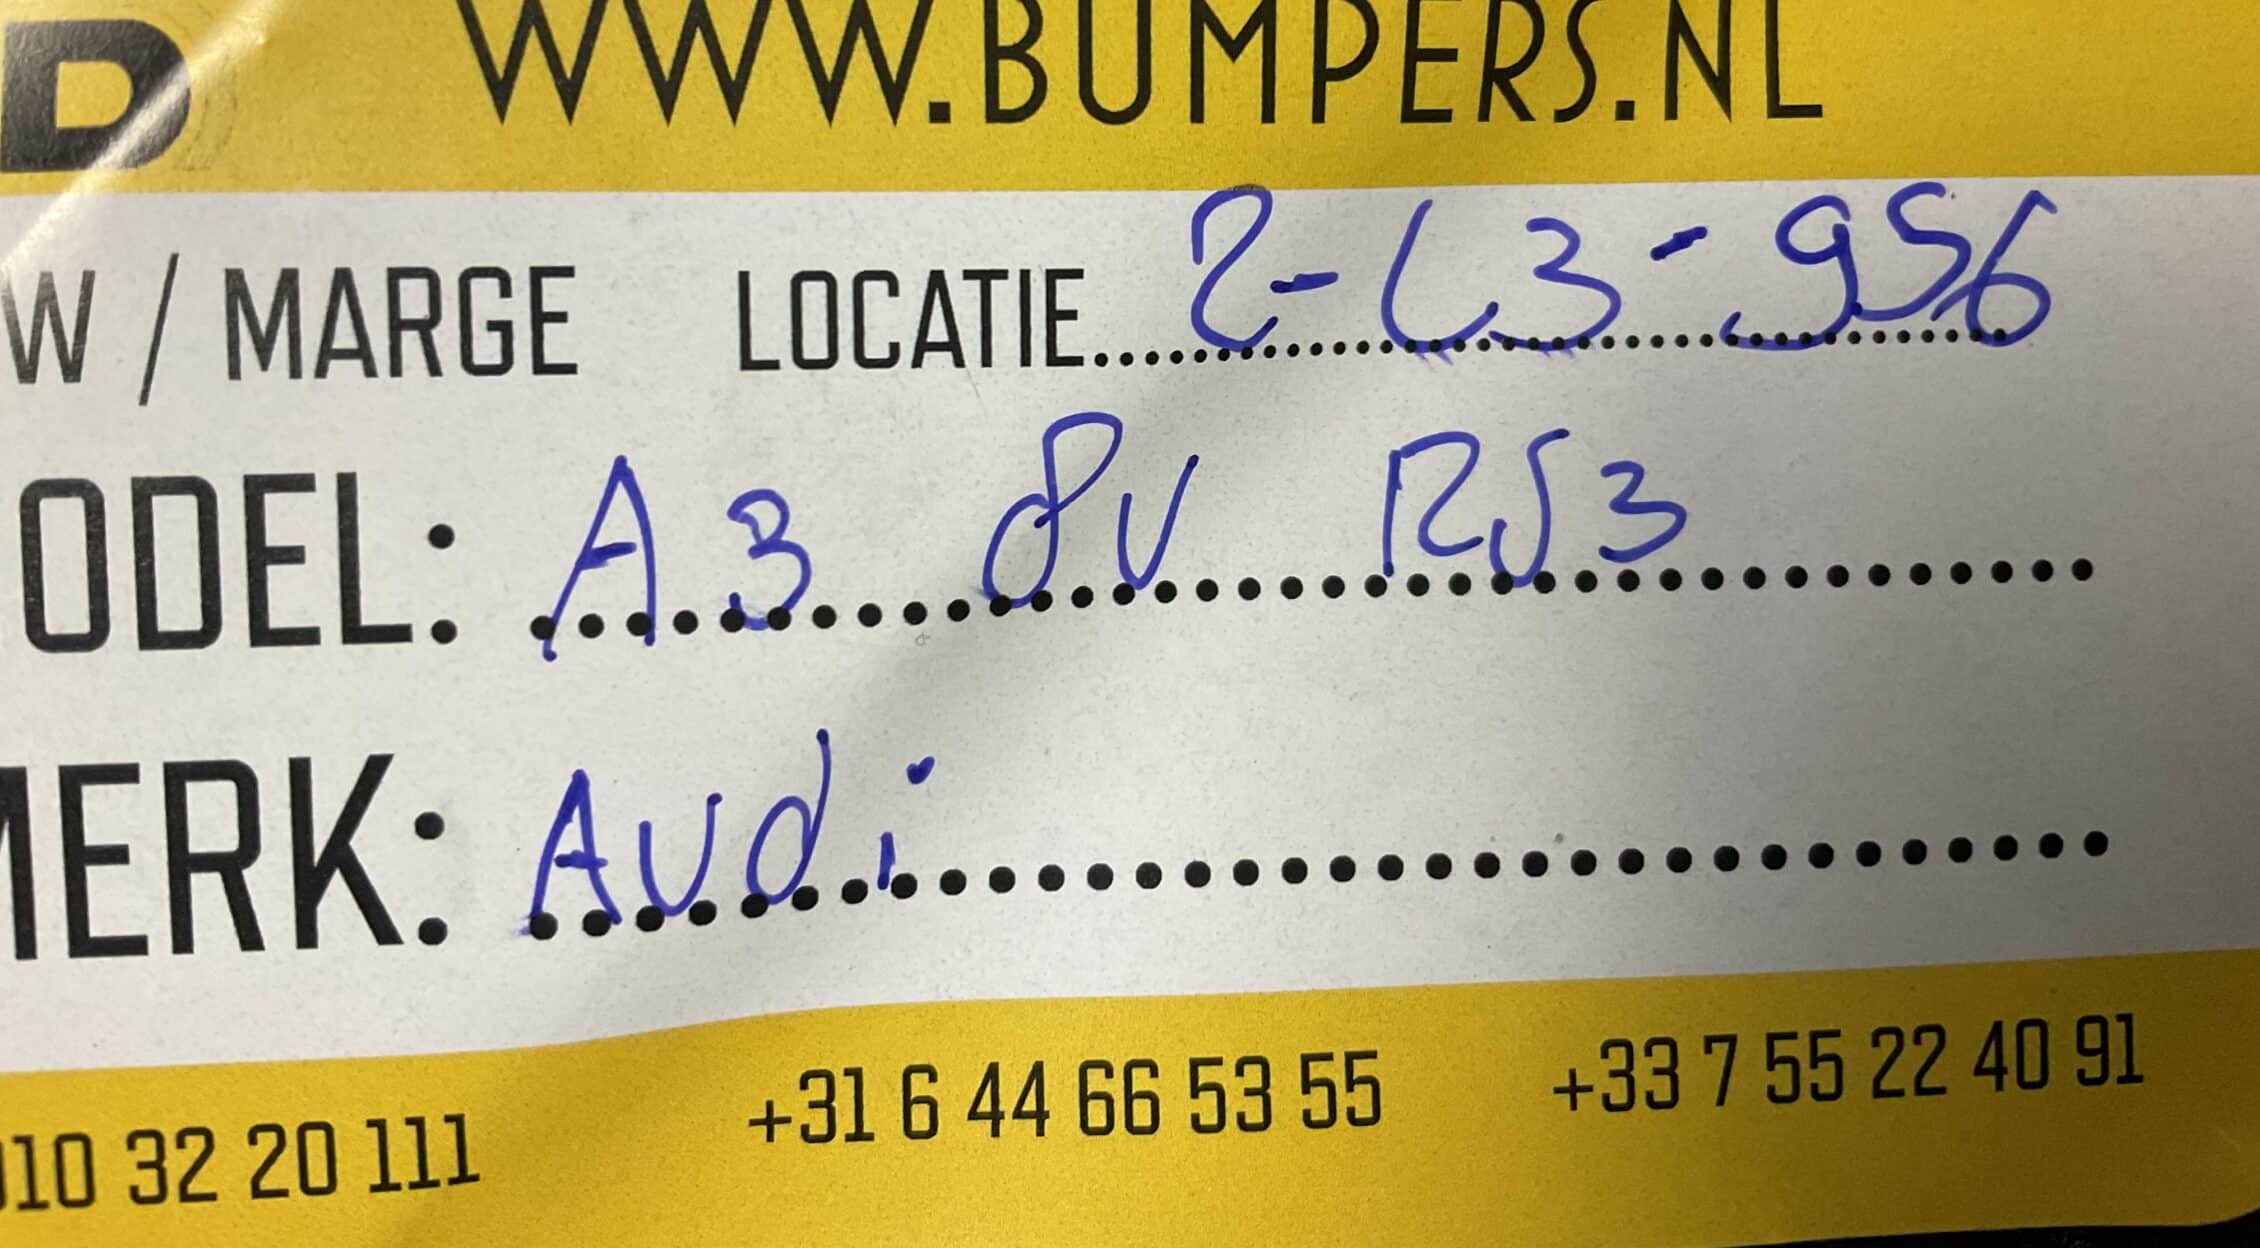 D WWW.BUMPERS.NL
W / MARGE LOCATIE 2-L3-956
ODEL: A3 8V RS3
MERK: Audi
010 32 20 111 +31 6 44 66 53 55 +33 7 55 22 40 91